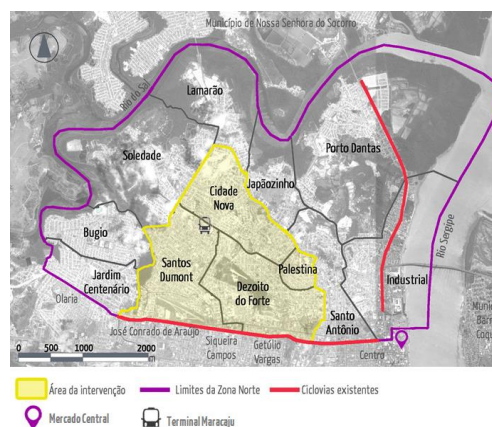 Município de Nossa Senhora do Socorro
Rio do Sal
Lamarão
Soledade
Porto Dantas
Japãozinho
Cidade
Nova
Bugio
Rio Sergipe
Santos
Dumont
Palestina
Jardim
Centenário
Dezoito
do Forte
Industrial
Olaria
Santo
Antônio
José Conrado de Araújo
Siqueira
Campos
Getúlio
Vargas
Centro
0 500 1000 2000
m
Área da intervenção
Limites da Zona Norte
Ciclovias existentes
Mercado Central
Terminal Maracaju